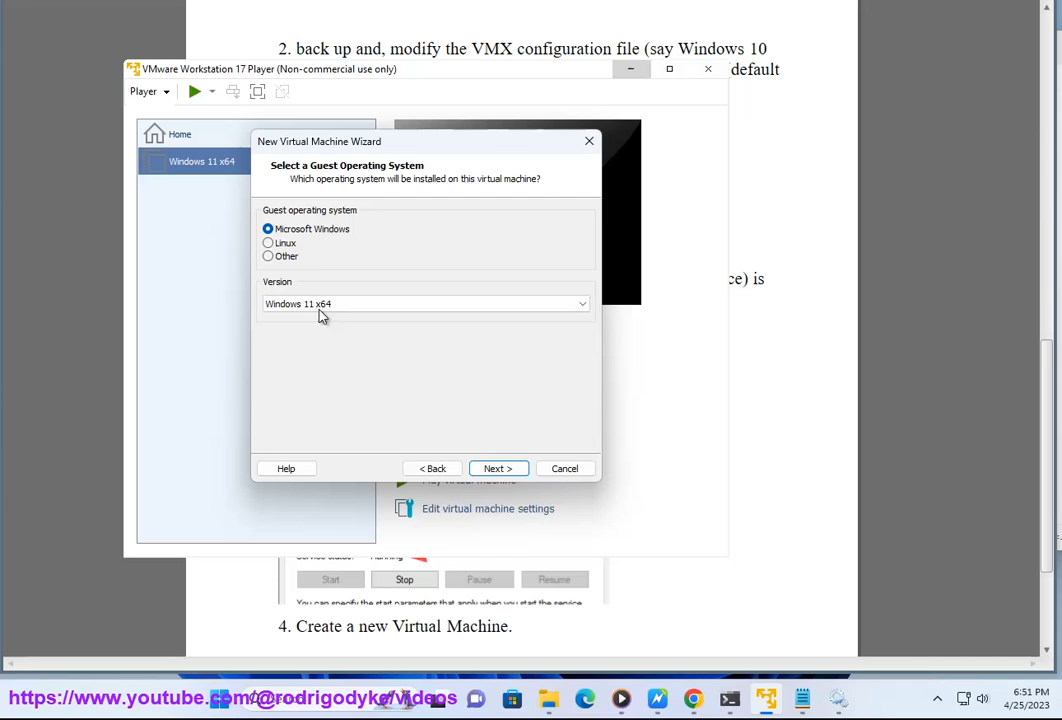 2. back up and, modify the VMX configuration file (say Windows 10
VMware Workstation 17 Player (Non-commercial use only)
(default
Player
Home
Windows 11 x64
New Virtual Machine Wizard
Select a Guest Operating System
Which operating system will be installed on this virtual machine?
Guest operating system
Microsoft Windows
Linux
Other
Version
Windows 11 x64
ce) is
Help
< Back
Next >
Cancel
Play virtual machine
Edit virtual machine settings
Running
Start
Stop
Pause
Resume
You can specify the start parameters that apply when you start the service
4. Create a new Virtual Machine.
https://www.youtube.com/@rodrigodyke/videos
6:51 PM
4/25/2023